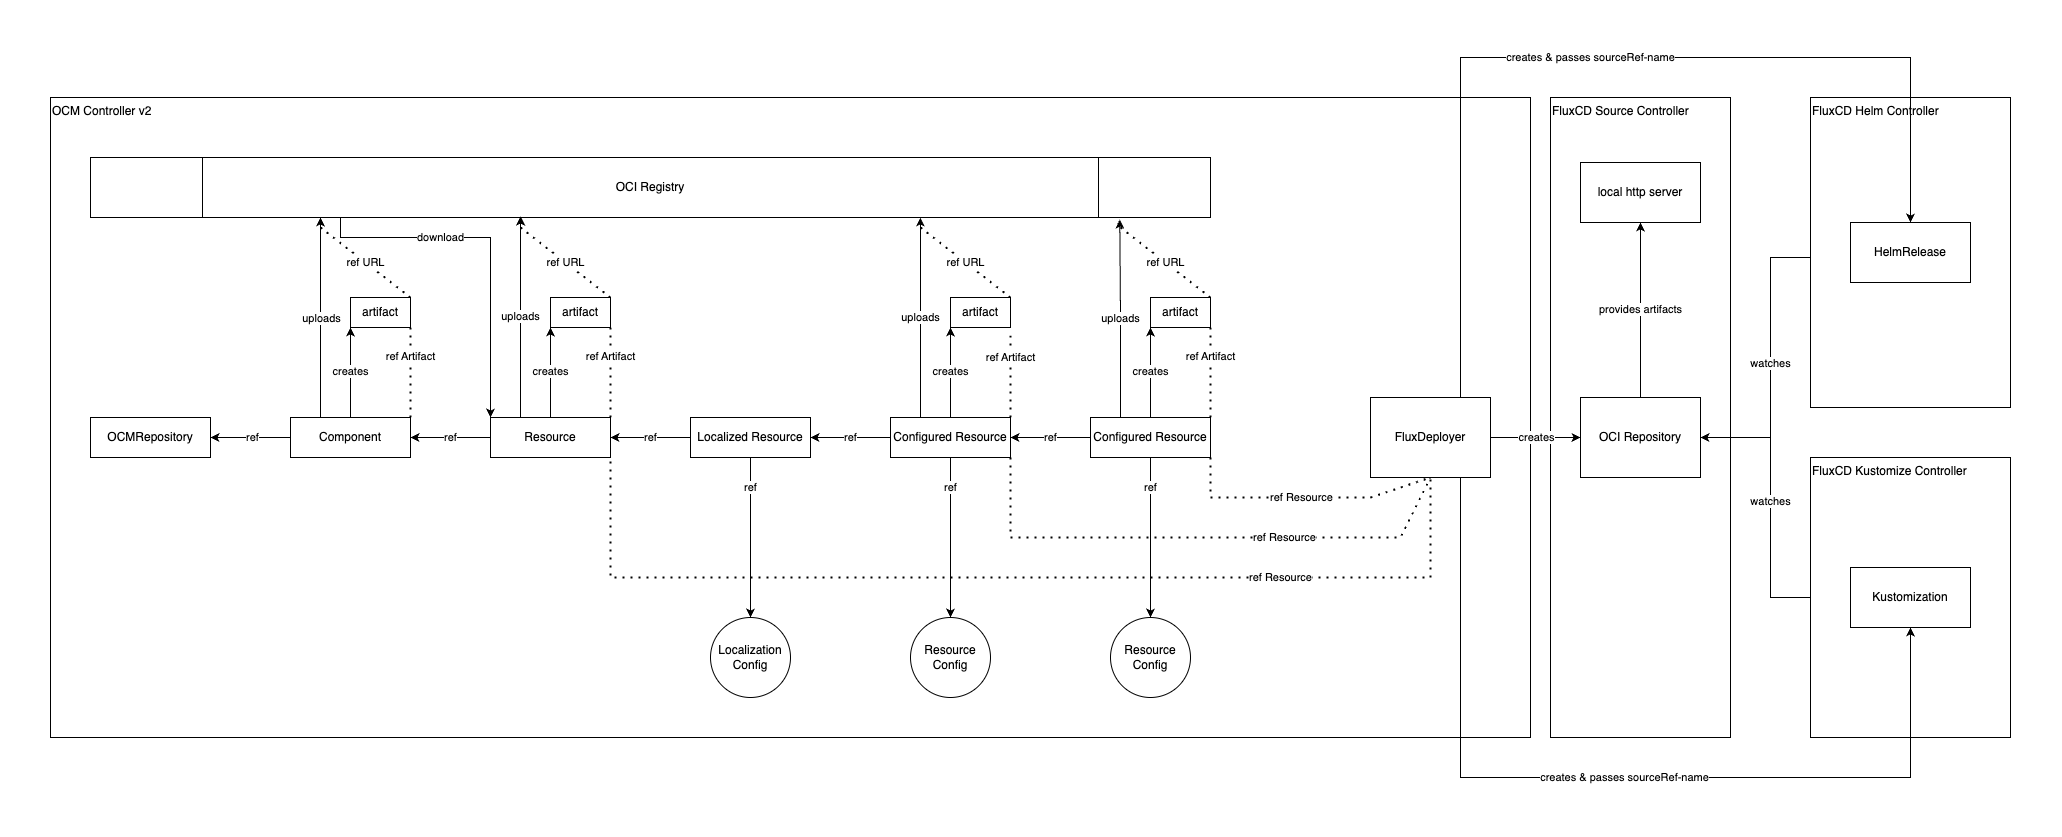 creates & passes sourceRef-name
OCM Controller v2
FluxCD Source Controller
FluxCD Helm Controller
OCI Registry
local http server
download
ref URL
ref URL
ref URL
ref URL
HelmRelease
artifact
artifact
artifact
artifact
uploads
uploads
uploads
uploads
provides artifacts
ref Artifact
ref Artifact
ref Artifact
ref Artifact
creates
creates
creates
creates
watches
OCMRepository
ref
Component
ref
Resource
ref
Localized Resource
ref
Configured Resource
ref
Configured Resource
FluxDeployer
creates
OCI Repository
FluxCD Kustomize Controller
ref
ref
ref
ref Resource
watches
ref Resource
ref Resource
Kustomization
Localization
Config
Resource
Config
Resource
Config
creates & passes sourceRef-name